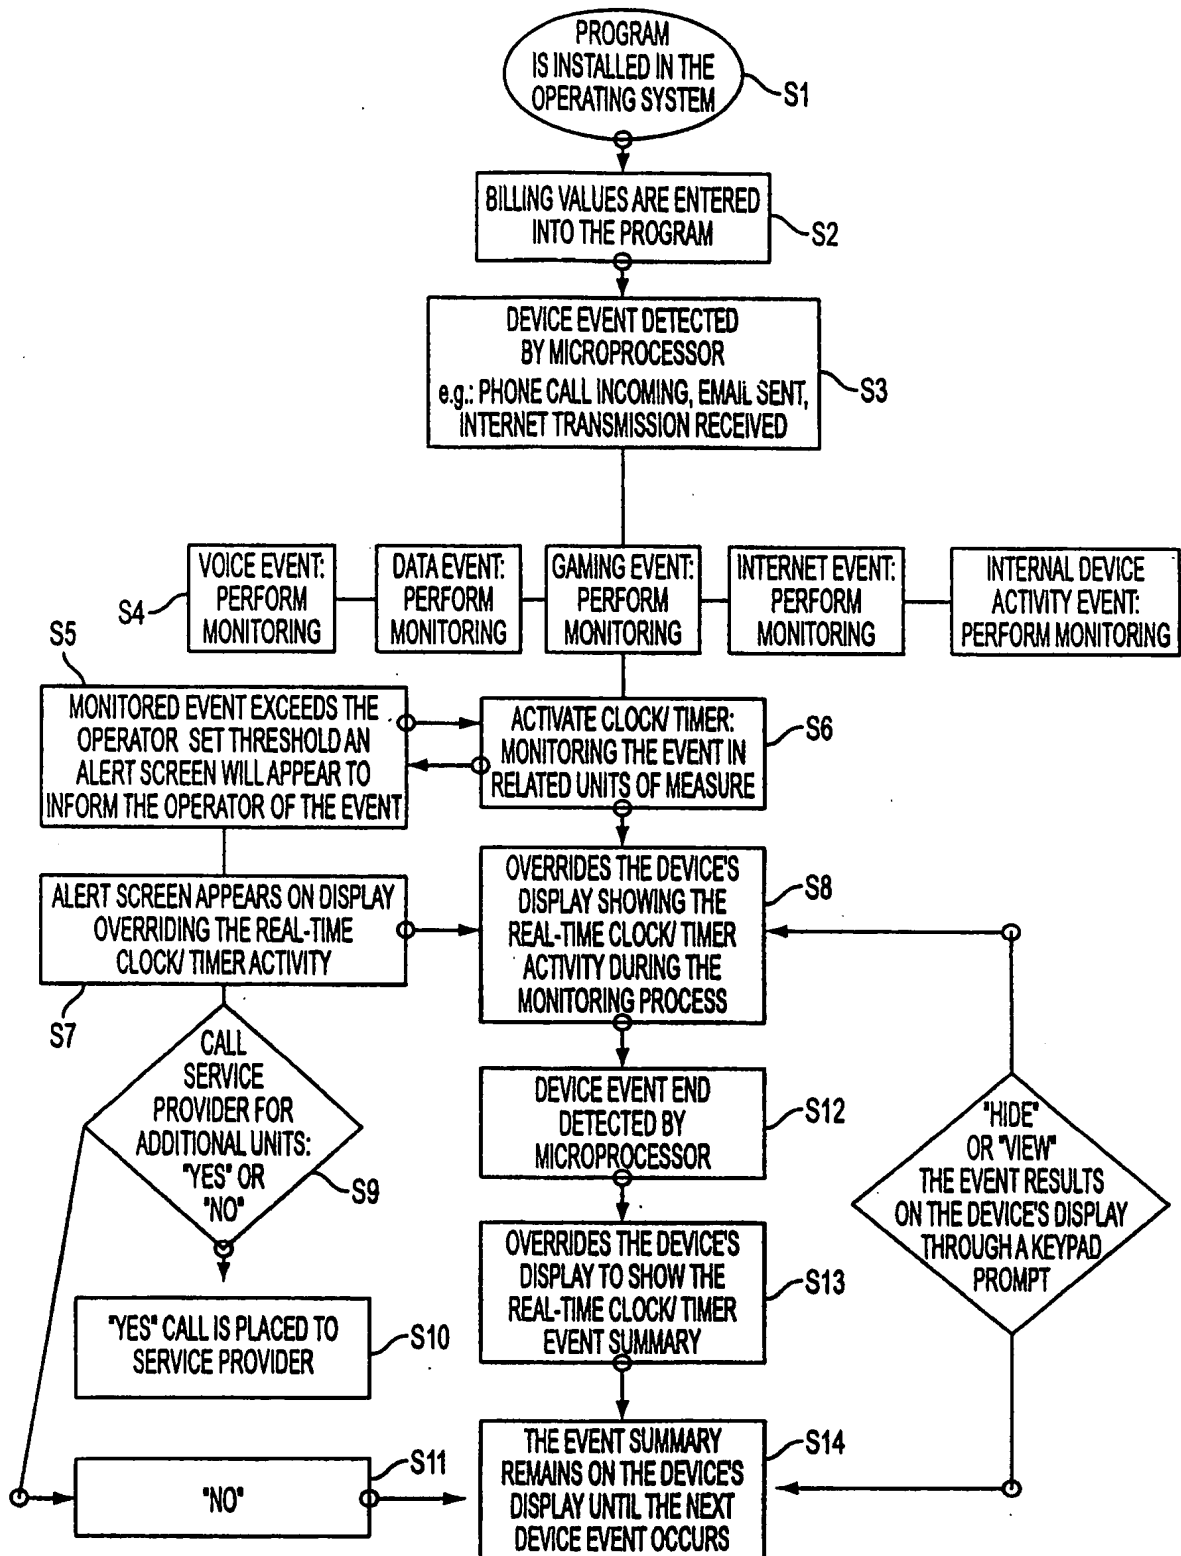 PROGRAM
IS INSTALLED IN THE
OPERATING SYSTEM
S1
BILLING VALUES ARE ENTERED
INTO THE PROGRAM
S2
DEVICE EVENT DETECTED
BY MICROPROCESSOR
e.g.: PHONE CALL INCOMING, EMAIL SENT,
INTERNET TRANSMISSION RECEIVED
S3
S4
VOICE EVENT:
PERFORM
MONITORING
DATA EVENT:
PERFORM
MONITORING
GAMING EVENT:
PERFORM
MONITORING
INTERNET EVENT:
PERFORM
MONITORING
INTERNAL DEVICE
ACTIVITY EVENT:
PERFORM MONITORING
S5
MONITORED EVENT EXCEEDS THE
OPERATOR SET THRESHOLD AN
ALERT SCREEN WILL APPEAR TO
INFORM THE OPERATOR OF THE EVENT
ACTIVATE CLOCK/ TIMER:
MONITORING THE EVENT IN
RELATED UNITS OF MEASURE
S6
ALERT SCREEN APPEARS ON DISPLAY
OVERRIDING THE REAL-TIME
CLOCK/ TIMER ACTIVITY
S7
OVERRIDES THE DEVICE'S
DISPLAY SHOWING THE
REAL-TIME CLOCK/ TIMER
ACTIVITY DURING THE
MONITORING PROCESS
S8
CALL
SERVICE
PROVIDER FOR
ADDITIONAL UNITS:
"YES" OR
"NO"
S9
DEVICE EVENT END
DETECTED BY
MICROPROCESSOR
S12
"HIDE"
OR "VIEW"
THE EVENT RESULTS
ON THE DEVICE'S DISPLAY
THROUGH A KEYPAD
PROMPT
OVERRIDES THE DEVICE'S
DISPLAY TO SHOW THE
REAL-TIME CLOCK/ TIMER
EVENT SUMMARY
S13
"YES" CALL IS PLACED TO
SERVICE PROVIDER
S10
"NO"
S11
THE EVENT SUMMARY
REMAINS ON THE DEVICE'S
DISPLAY UNTIL THE NEXT
DEVICE EVENT OCCURS
S14